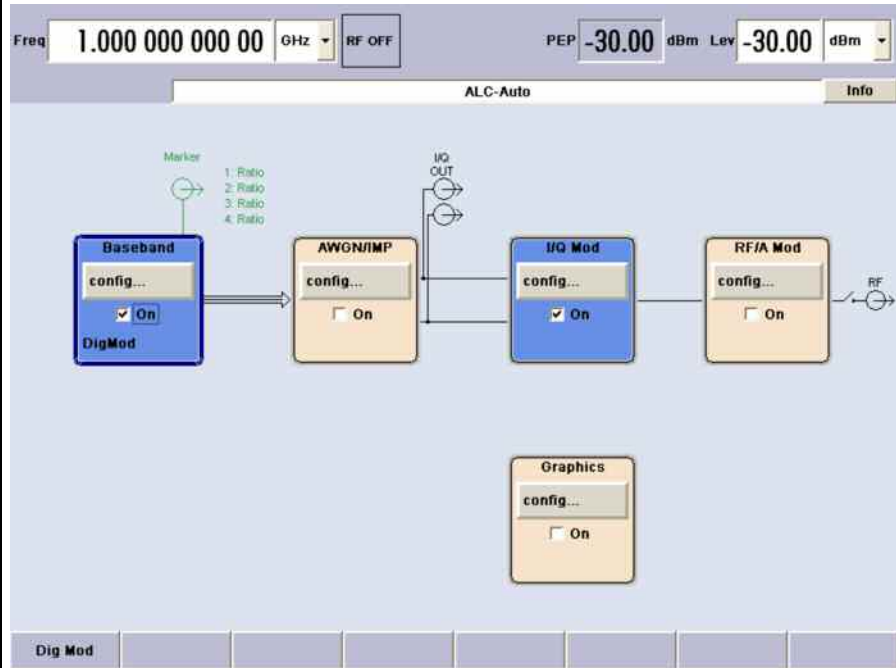 Freq 1.000 000 000 00 GHz RF OFF PEP -30.00 dBm Lev -30.00 dBm
ALC-Auto Info
Marker
1: Ratio
2: Ratio
3: Ratio
4: Ratio
I/Q
OUT
Baseband AWGN/IMP I/Q Mod RF/A Mod
config... config... config... config...
RF
On On On On
DigMod
Graphics
config...
On
Dig Mod